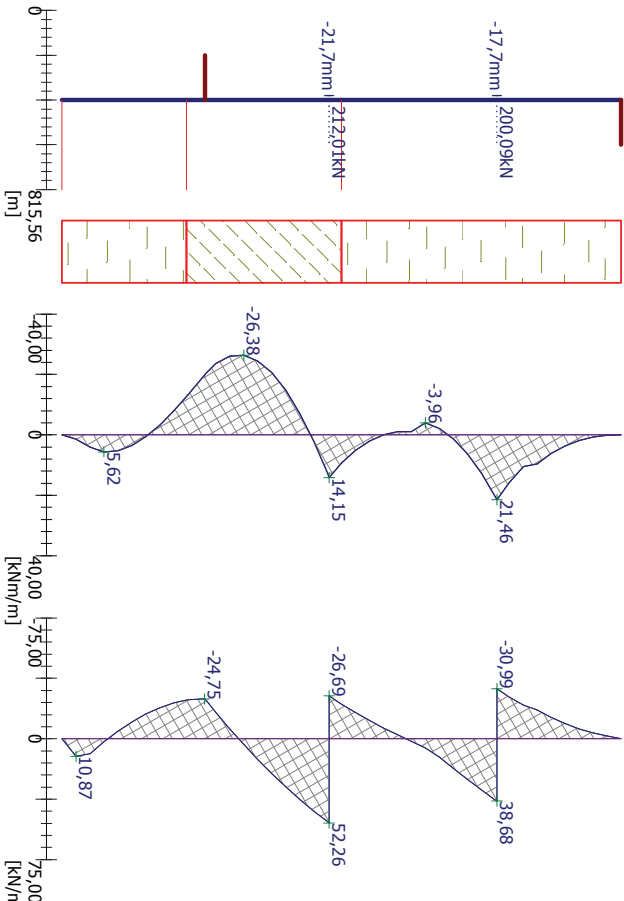 0
-21,7mm
212,01kN
-17,7mm
200,09kN
815,56
[m]
-40,00
0
40,00
[kNm/m]
5,62
-26,38
14,15
-3,96
21,46
-75,00
0
75,00
[kN/m
10,87
-24,75
-26,69
52,26
-30,99
38,68